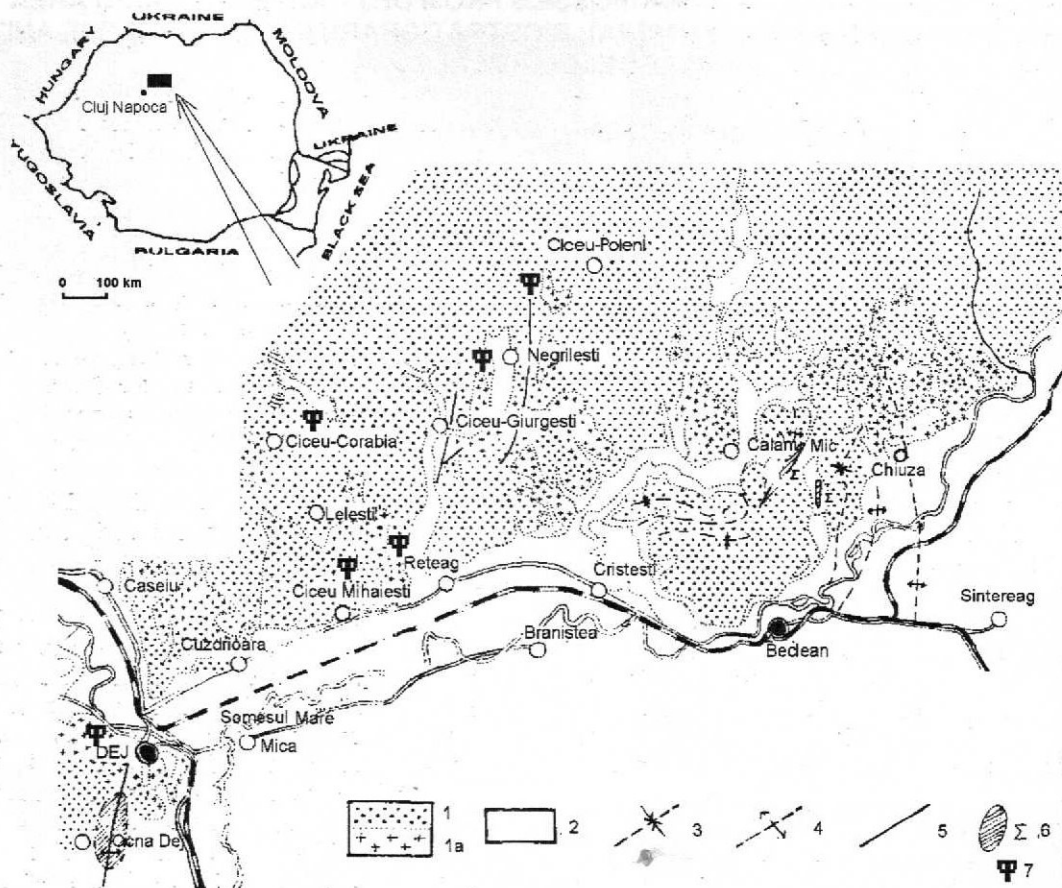 UKRAINE
HUNGARY
MOLDOVA
Cluj Napoca
UKRAINE
YUGOSLAVIA
BLACK SEA
BULGARIA
0 100 km
Ciceu-Poieni
Negrilesti
Ciceu-Giurgesti
Ciceu-Corabia
Calam Mic
Σ
Σ
Chiuza
Lelesti
Reteag
Caseiu
Ciceu Mihaiesti
Cristesti
Sintereag
Cuzdrioara
Branistea
Beclean
Somesul Mare
Mica
DEJ
Ocna Dej
1
1a
2
3
4
5
Σ ,6
7